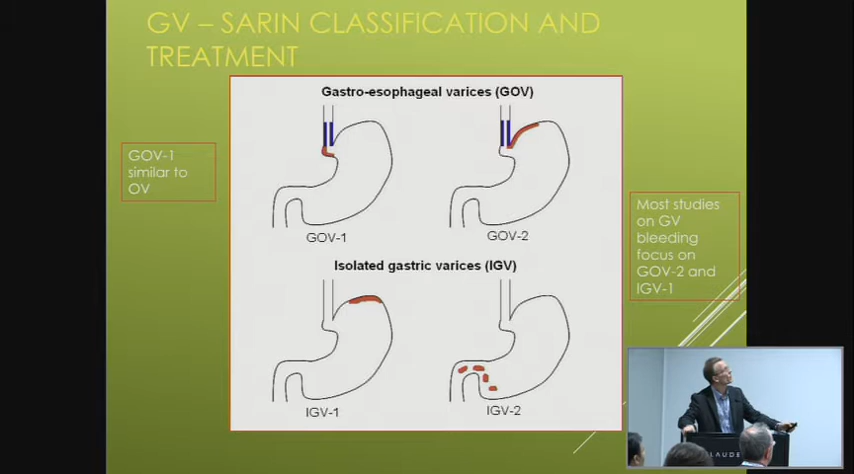 GV – SARIN CLASSIFICATION AND
TREATMENT
Gastro-esophageal varices (GOV)
GOV-1
similar to
OV
GOV-1
GOV-2
Most studies
on GV
bleeding
focus on
GOV-2 and
IGV-1
Isolated gastric varices (IGV)
IGV-1
IGV-2
LAUDE